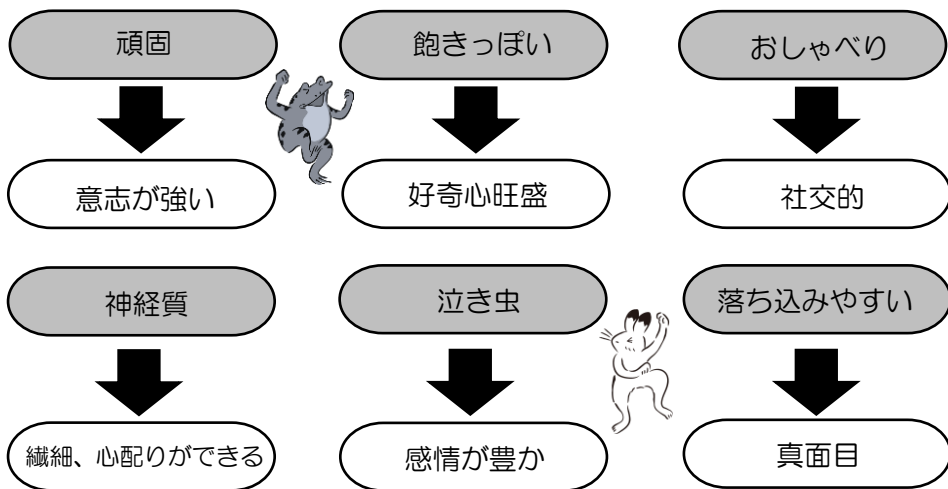 頑固
飽きっぽい
おしゃべり
意志が強い
好奇心旺盛
社交的
神経質
泣き虫
落ち込みやすい
繊細、心配りができる
感情が豊か
真面目